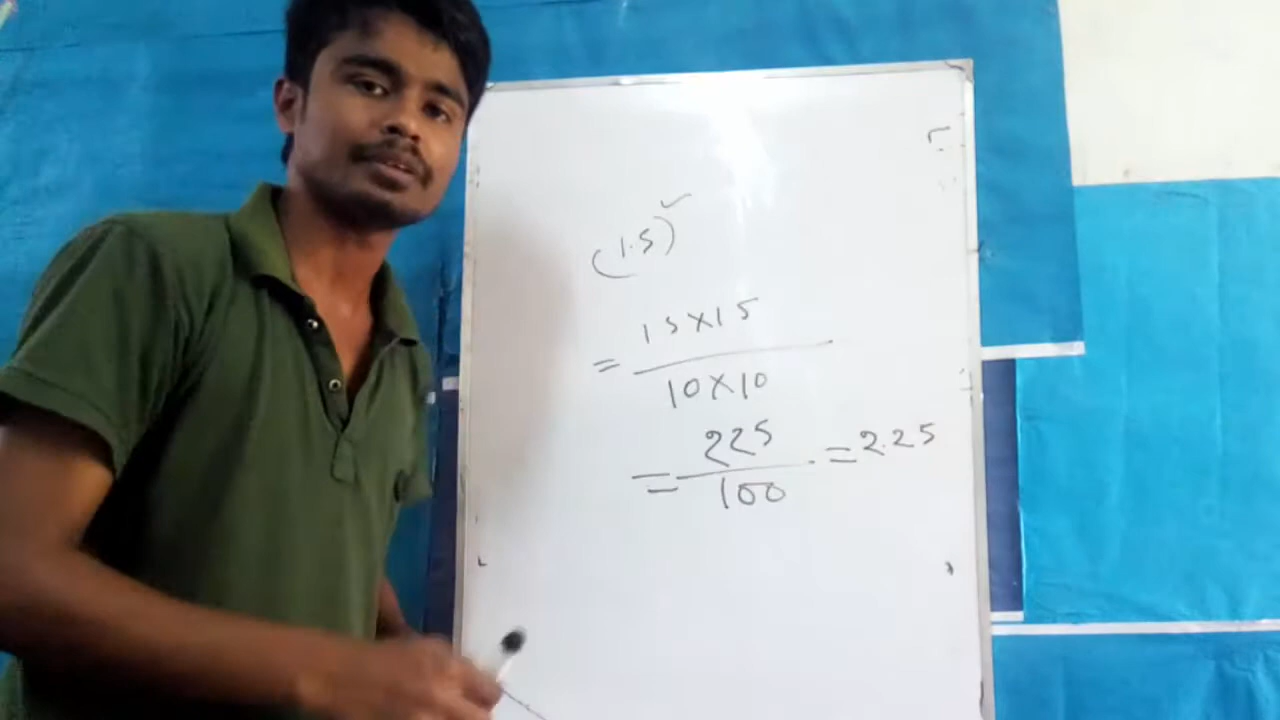 (1.5)²
= 15×15 / 10×10
= 225 / 100 = 2.25